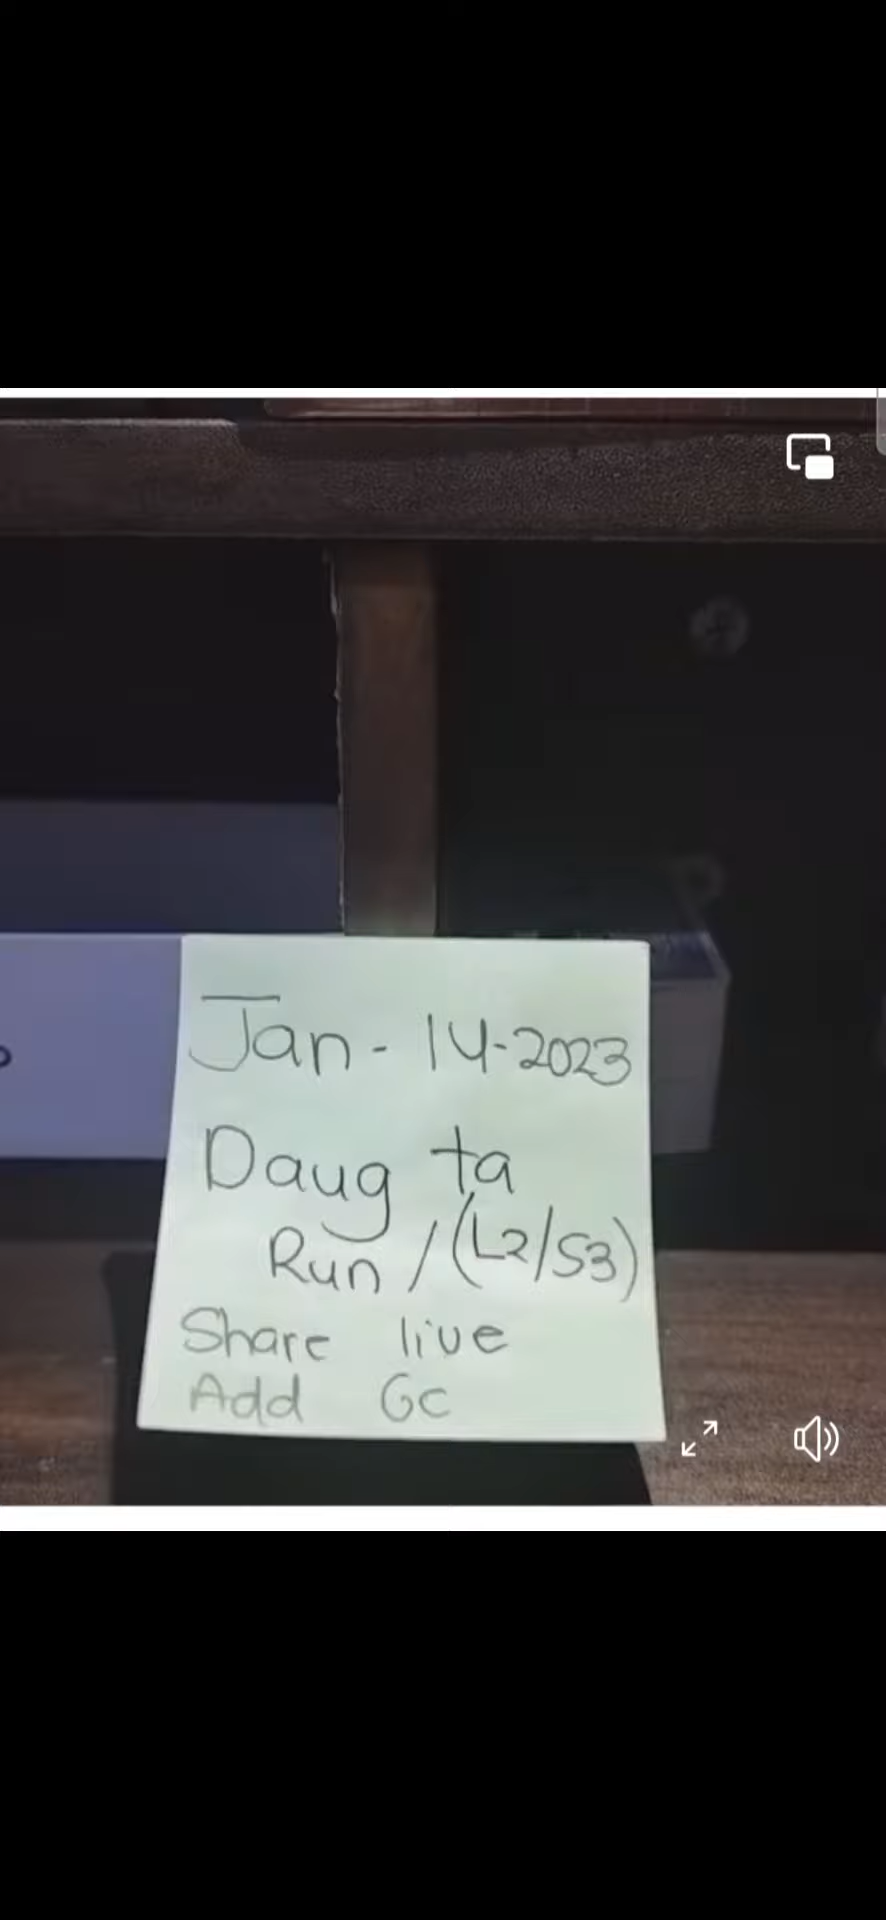 Jan - 14-2023
Daug ta
Run / (L2/S3)
Share live
Add Gc